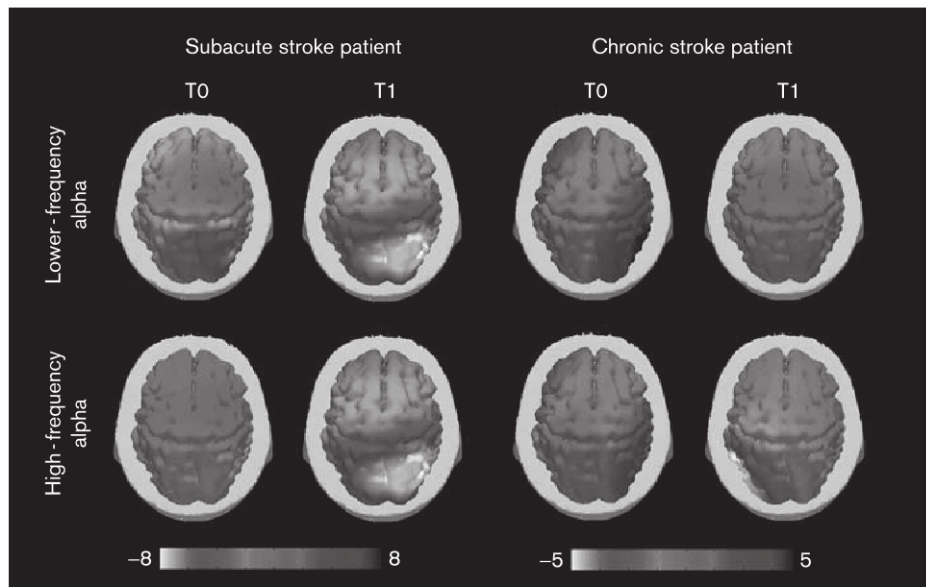 Subacute stroke patient
Chronic stroke patient
T0
T1
T0
T1
Lower-frequency
alpha
High-frequency
alpha
−8
8
−5
5